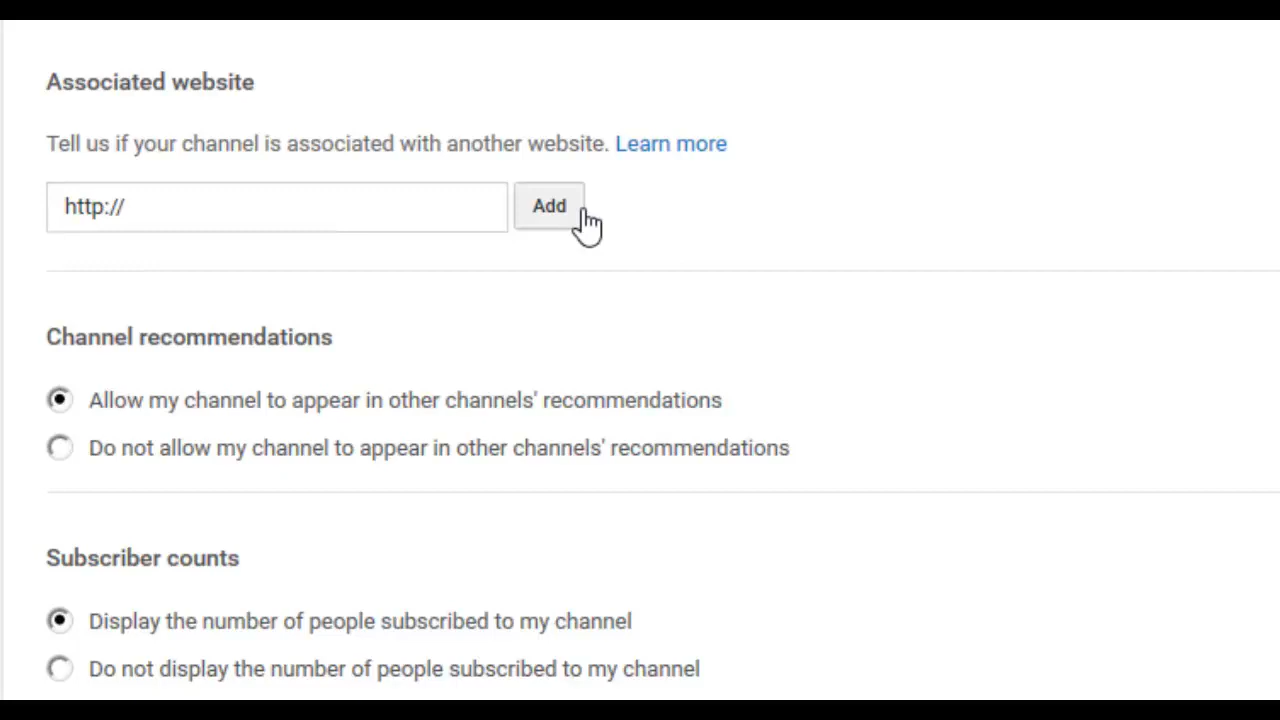 Associated website
Tell us if your channel is associated with another website. Learn more
http://
Add
Channel recommendations
Allow my channel to appear in other channels' recommendations
Do not allow my channel to appear in other channels' recommendations
Subscriber counts
Display the number of people subscribed to my channel
Do not display the number of people subscribed to my channel